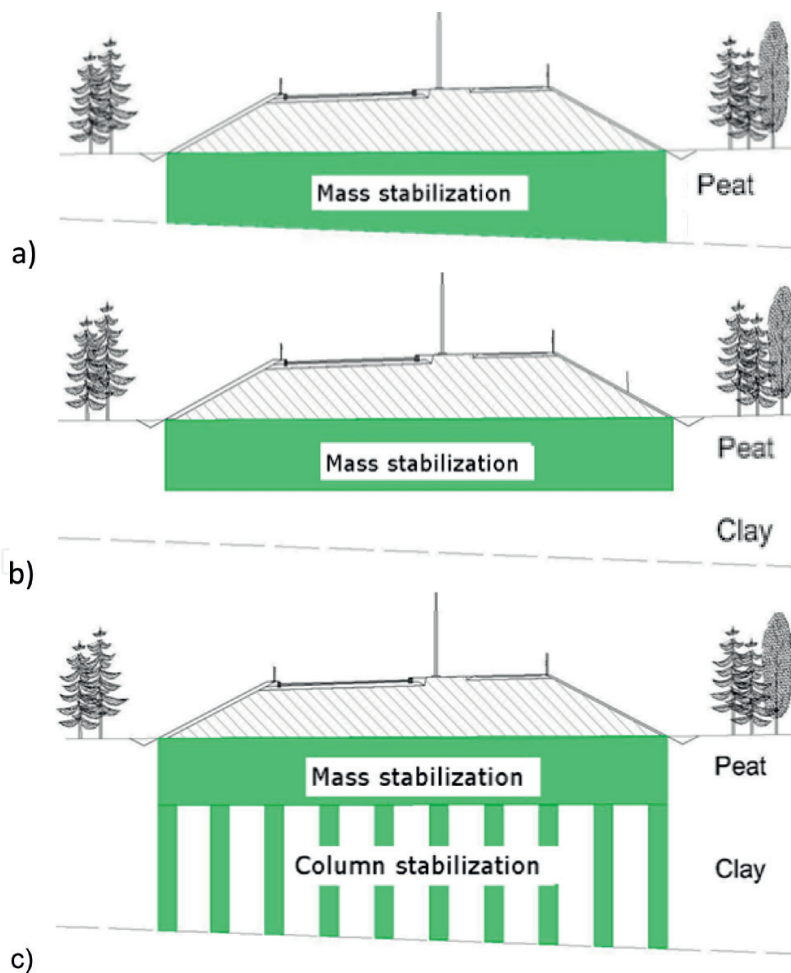 Mass stabilization
Peat
a)
Mass stabilization
Peat
Clay
b)
Mass stabilization
Peat
Column stabilization
Clay
c)